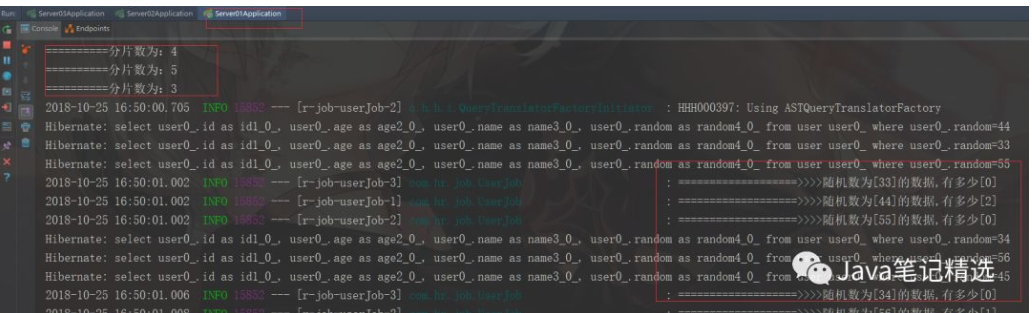 Run: Server03Application Server02Application Server01Application
Console Endpoints
==========分片数为: 4
==========分片数为: 5
==========分片数为: 3
2018-10-25 16:50:00.705 INFO 15852 --- [r-job-userJob-2] o.h.h.i.QueryTranslatorFactoryInitiator : HHH000397: Using ASTQueryTranslatorFactory
Hibernate: select user0_.id as id1_0_, user0_.age as age2_0_, user0_.name as name3_0_, user0_.random as random4_0_ from user user0_ where user0_.random=44
Hibernate: select user0_.id as id1_0_, user0_.age as age2_0_, user0_.name as name3_0_, user0_.random as random4_0_ from user user0_ where user0_.random=33
Hibernate: select user0_.id as id1_0_, user0_.age as age2_0_, user0_.name as name3_0_, user0_.random as random4_0_ from user user0_ where user0_.random=55
2018-10-25 16:50:01.002 INFO 15852 --- [r-job-userJob-3] com.hr.job.UserJob : ===================>>>>随机数为[33]的数据,有多少[0]
2018-10-25 16:50:01.002 INFO 15852 --- [r-job-userJob-1] com.hr.job.UserJob : ===================>>>>随机数为[44]的数据,有多少[2]
2018-10-25 16:50:01.002 INFO 15852 --- [r-job-userJob-2] com.hr.job.UserJob : ===================>>>>随机数为[55]的数据,有多少[0]
Hibernate: select user0_.id as id1_0_, user0_.age as age2_0_, user0_.name as name3_0_, user0_.random as random4_0_ from user user0_ where user0_.random=34
Hibernate: select user0_.id as id1_0_, user0_.age as age2_0_, user0_.name as name3_0_, user0_.random as random4_0_ from user user0_ where user0_.random=56
Hibernate: select user0_.id as id1_0_, user0_.age as age2_0_, user0_.name as name3_0_, user0_.random as random4_0_ from user user0_ where user0_.random=45
Java笔记精选
2018-10-25 16:50:01.006 INFO 15852 --- [r-job-userJob-3] com.hr.job.UserJob : ===================>>>>随机数为[34]的数据,有多少[0]